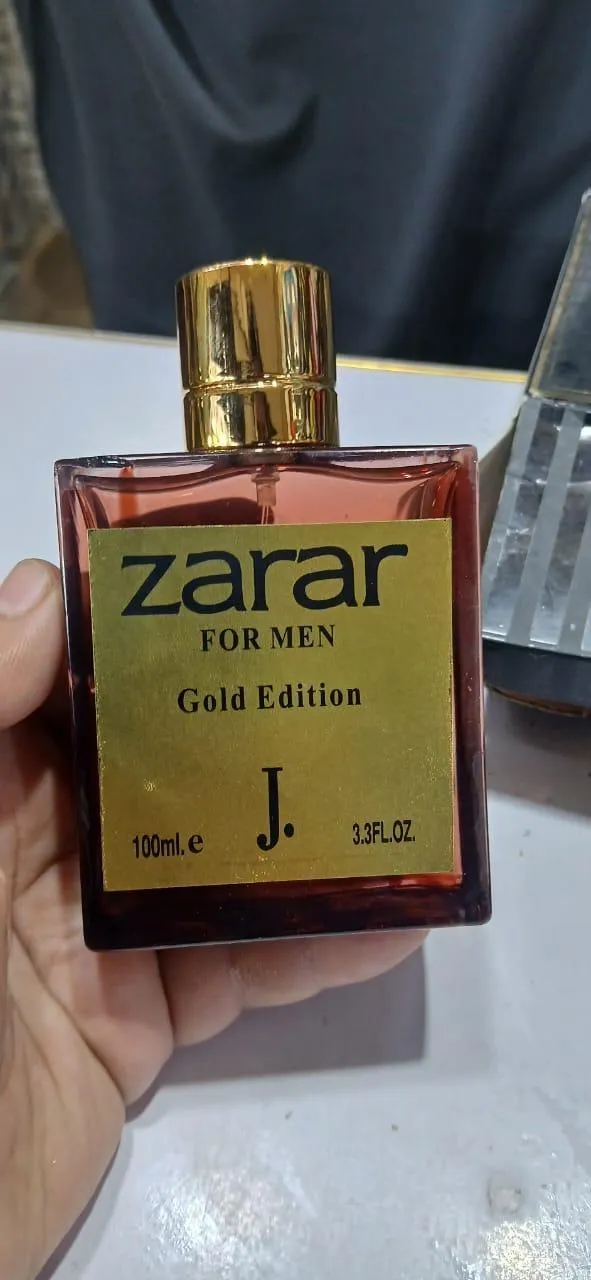 zarar
FOR MEN
Gold Edition
J.
100ml. e
3.3FL.OZ.